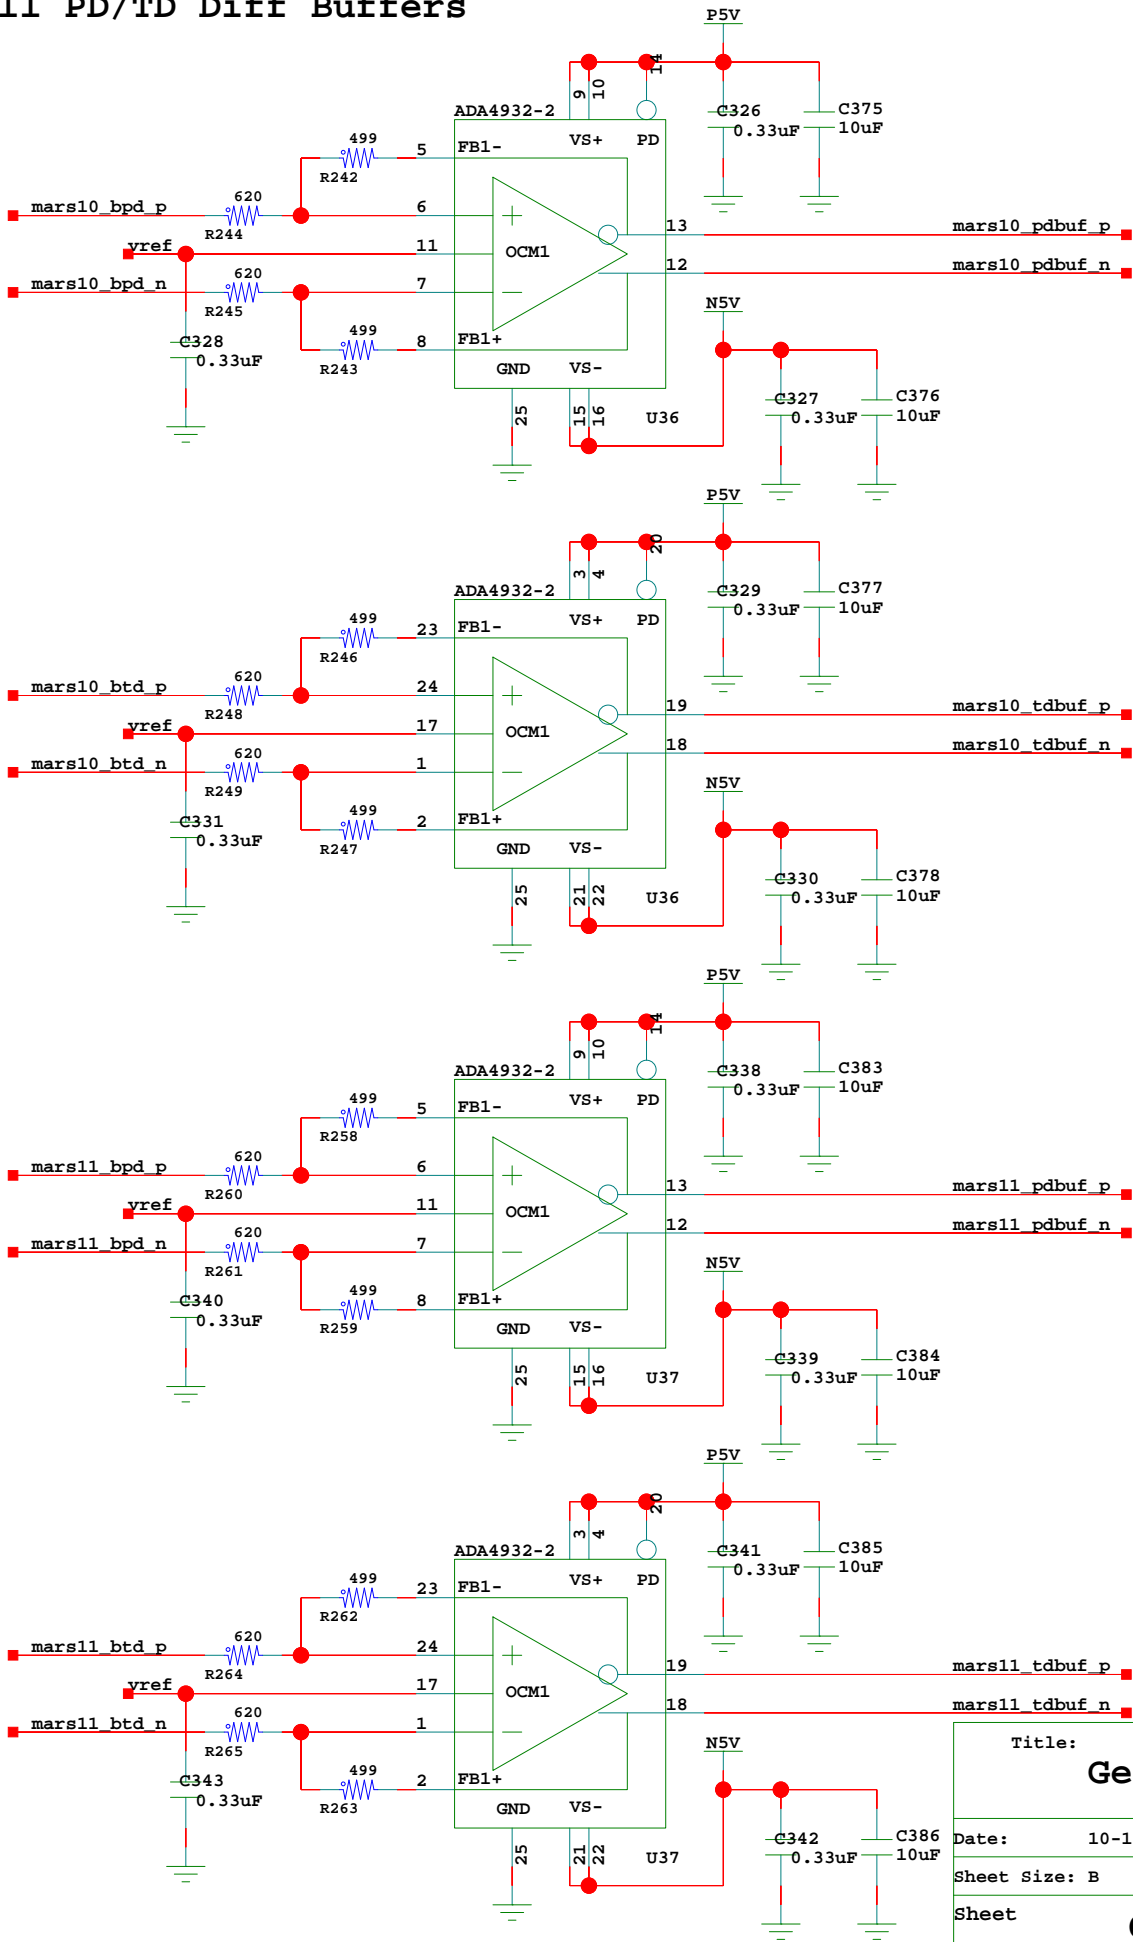 11 PD/TD Diff Buffers
P5V
14
9
10
C326
0.33uF
C375
10uF
ADA4932-2
VS+
PD
499
5
FB1-
R242
mars10_bpd_p
620
6
R244
13
mars10_pdbuf_p
vref
11
OCM1
12
mars10_pdbuf_n
mars10_bpd_n
620
7
R245
N5V
C328
0.33uF
499
8
FB1+
R243
GND
VS-
C327
0.33uF
C376
10uF
25
15
16
U36
P5V
20
3
4
C329
0.33uF
C377
10uF
ADA4932-2
VS+
PD
499
23
FB1-
R246
mars10_btd_p
620
24
R248
19
mars10_tdbuf_p
vref
17
OCM1
18
mars10_tdbuf_n
mars10_btd_n
620
1
R249
N5V
C331
0.33uF
499
2
FB1+
R247
GND
VS-
C330
0.33uF
C378
10uF
25
21
22
U36
P5V
14
9
10
C338
0.33uF
C383
10uF
ADA4932-2
VS+
PD
499
5
FB1-
R258
mars11_bpd_p
620
6
R260
13
mars11_pdbuf_p
vref
11
OCM1
12
mars11_pdbuf_n
mars11_bpd_n
620
7
R261
N5V
C340
0.33uF
499
8
FB1+
R259
GND
VS-
C339
0.33uF
C384
10uF
25
15
16
U37
P5V
20
3
4
C341
0.33uF
C385
10uF
ADA4932-2
VS+
PD
499
23
FB1-
R262
mars11_btd_p
620
24
R264
19
mars11_tdbuf_p
vref
17
OCM1
18
mars11_tdbuf_n
mars11_btd_n
620
1
R265
N5V
C343
0.33uF
499
2
FB1+
R263
GND
VS-
C342
0.33uF
C386
10uF
25
21
22
U37
Title:
Ge
Date: 10-1
Sheet Size: B
Sheet